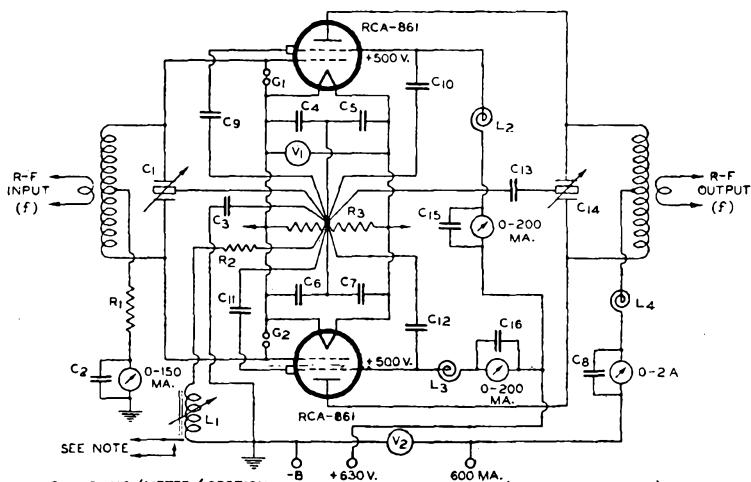 RCA-861
+500 V.
G1
C10
C4
C5
C9
L2
V1
R-F
INPUT
(f)
C1
C13
R-F
OUTPUT
(f)
C3
R3
C15
0-200
MA.
C14
R2
C11
C6
C7
R1
L4
G2
C12
C16
+500 V.
C2
0-150
MA.
L3
0-200
MA.
C8
0-2 A
L1
RCA-861
SEE NOTE
V2
-B
+630 V.
600 MA.